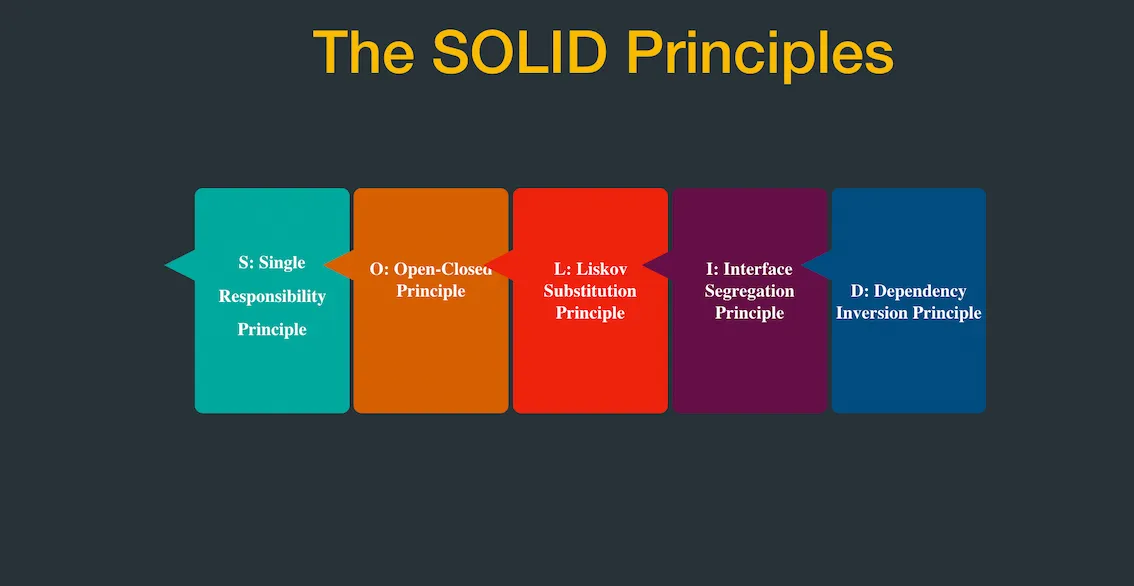 The SOLID Principles
S: Single
Responsibility
Principle
O: Open-Closed
Principle
L: Liskov
Substitution
Principle
I: Interface
Segregation
Principle
D: Dependency
Inversion Principle